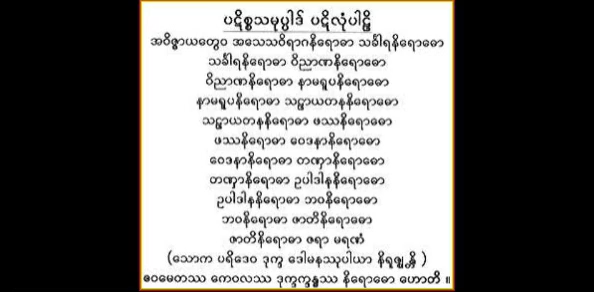 ပဋိစ္စသမုပ္ပါဒ် ပဋိလုံပါဠိ
အဝိဇ္ဇာယတွေဝ အသေသဝိရာဂနိရောဓာ သင်္ခါရနိရောဓော
သင်္ခါရနိရောဓာ ဝိညာဏနိရောဓော
ဝိညာဏနိရောဓာ နာမရူပနိရောဓော
နာမရူပနိရောဓာ သဠာယတနနိရောဓော
သဠာယတနနိရောဓာ ဖဿနိရောဓော
ဖဿနိရောဓာ ဝေဒနာနိရောဓော
ဝေဒနာနိရောဓာ တဏှာနိရောဓော
တဏှာနိရောဓာ ဥပါဒါနနိရောဓော
ဥပါဒါနနိရောဓာ ဘဝနိရောဓော
ဘဝနိရောဓာ ဇာတိနိရောဓော
ဇာတိနိရောဓာ ဇရာ မရဏံ
(သောက ပရိဒေဝ ဒုက္ခ ဒေါမနဿုပါယာ နိရုဇ္ဈန္တိ )
ဧဝမေတဿ ကေဝလဿ ဒုက္ခက္ခန္ဓဿ နိရောဓော ဟောတိ ။